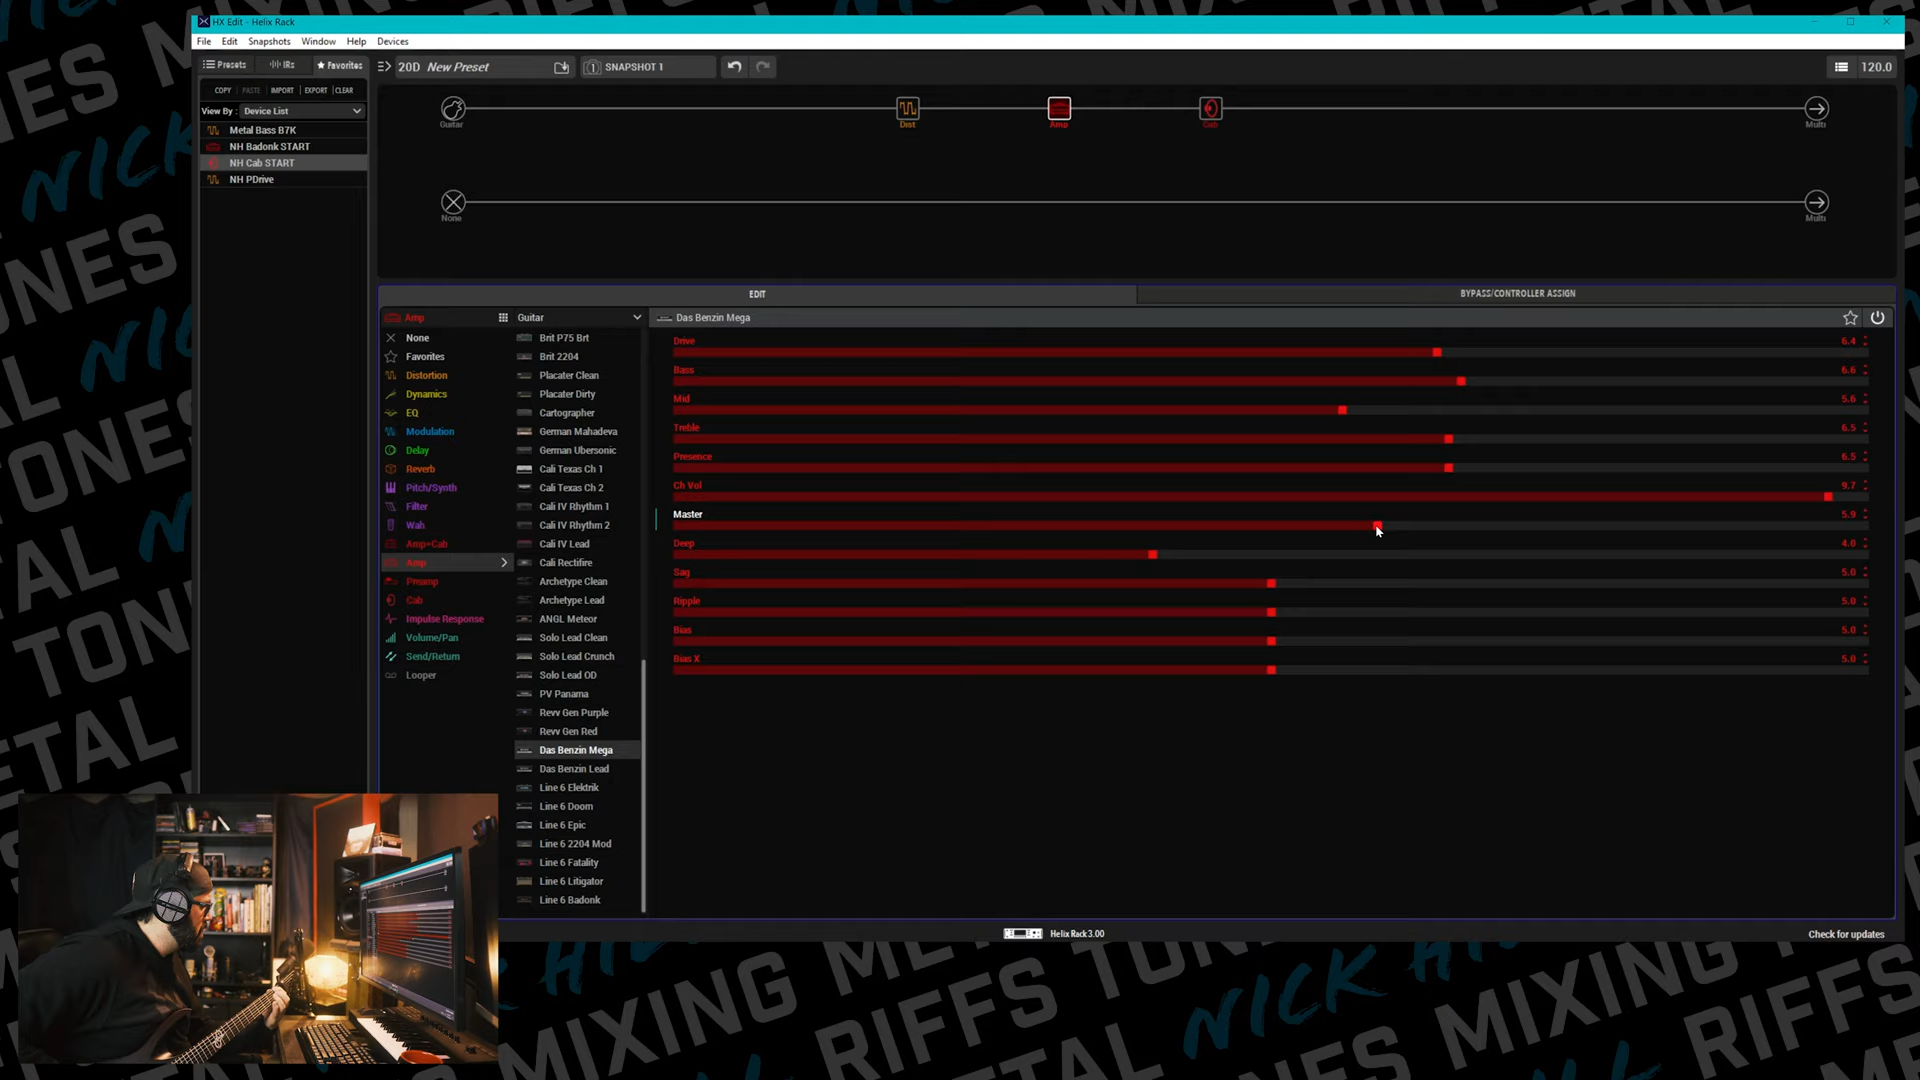 HX Edit - Helix Rack
File Edit Snapshots Window Help Devices
Presets IRs Favorites
20D New Preset
SNAPSHOT 1
120.0
COPY PASTE IMPORT EXPORT CLEAR
View By: Device List
Metal Bass B7K
NH Badonk START
NH Cab START
NH PDrive
Guitar
Dist
Amp
Cab
Multi
None
Multi
EDIT
BYPASS/CONTROLLER ASSIGN
Amp
None
Favorites
Distortion
Dynamics
EQ
Modulation
Delay
Reverb
Pitch/Synth
Filter
Wah
Amp+Cab
Amp
Preamp
Cab
Impulse Response
Volume/Pan
Send/Return
Looper
Guitar
Brit P75 Brt
Brit 2204
Placater Clean
Placater Dirty
Cartographer
German Mahadeva
German Ubersonic
Cali Texas Ch 1
Cali Texas Ch 2
Cali IV Rhythm 1
Cali IV Rhythm 2
Cali IV Lead
Cali Rectifire
Archetype Clean
Archetype Lead
ANGL Meteor
Solo Lead Clean
Solo Lead Crunch
Solo Lead OD
PV Panama
Revv Gen Purple
Revv Gen Red
Das Benzin Mega
Das Benzin Lead
Line 6 Elektrik
Line 6 Doom
Line 6 Epic
Line 6 2204 Mod
Line 6 Fatality
Line 6 Litigator
Line 6 Badonk
Das Benzin Mega
Drive 6.4
Bass 6.6
Mid 5.6
Treble 6.5
Presence 6.5
Ch Vol 9.7
Master 5.9
Deep 4.0
Sag 5.0
Ripple 5.0
Bias 5.0
Bias X 5.0
Helix Rack 3.00
Check for updates
MIXING
RIFFS
NICK
MIXING